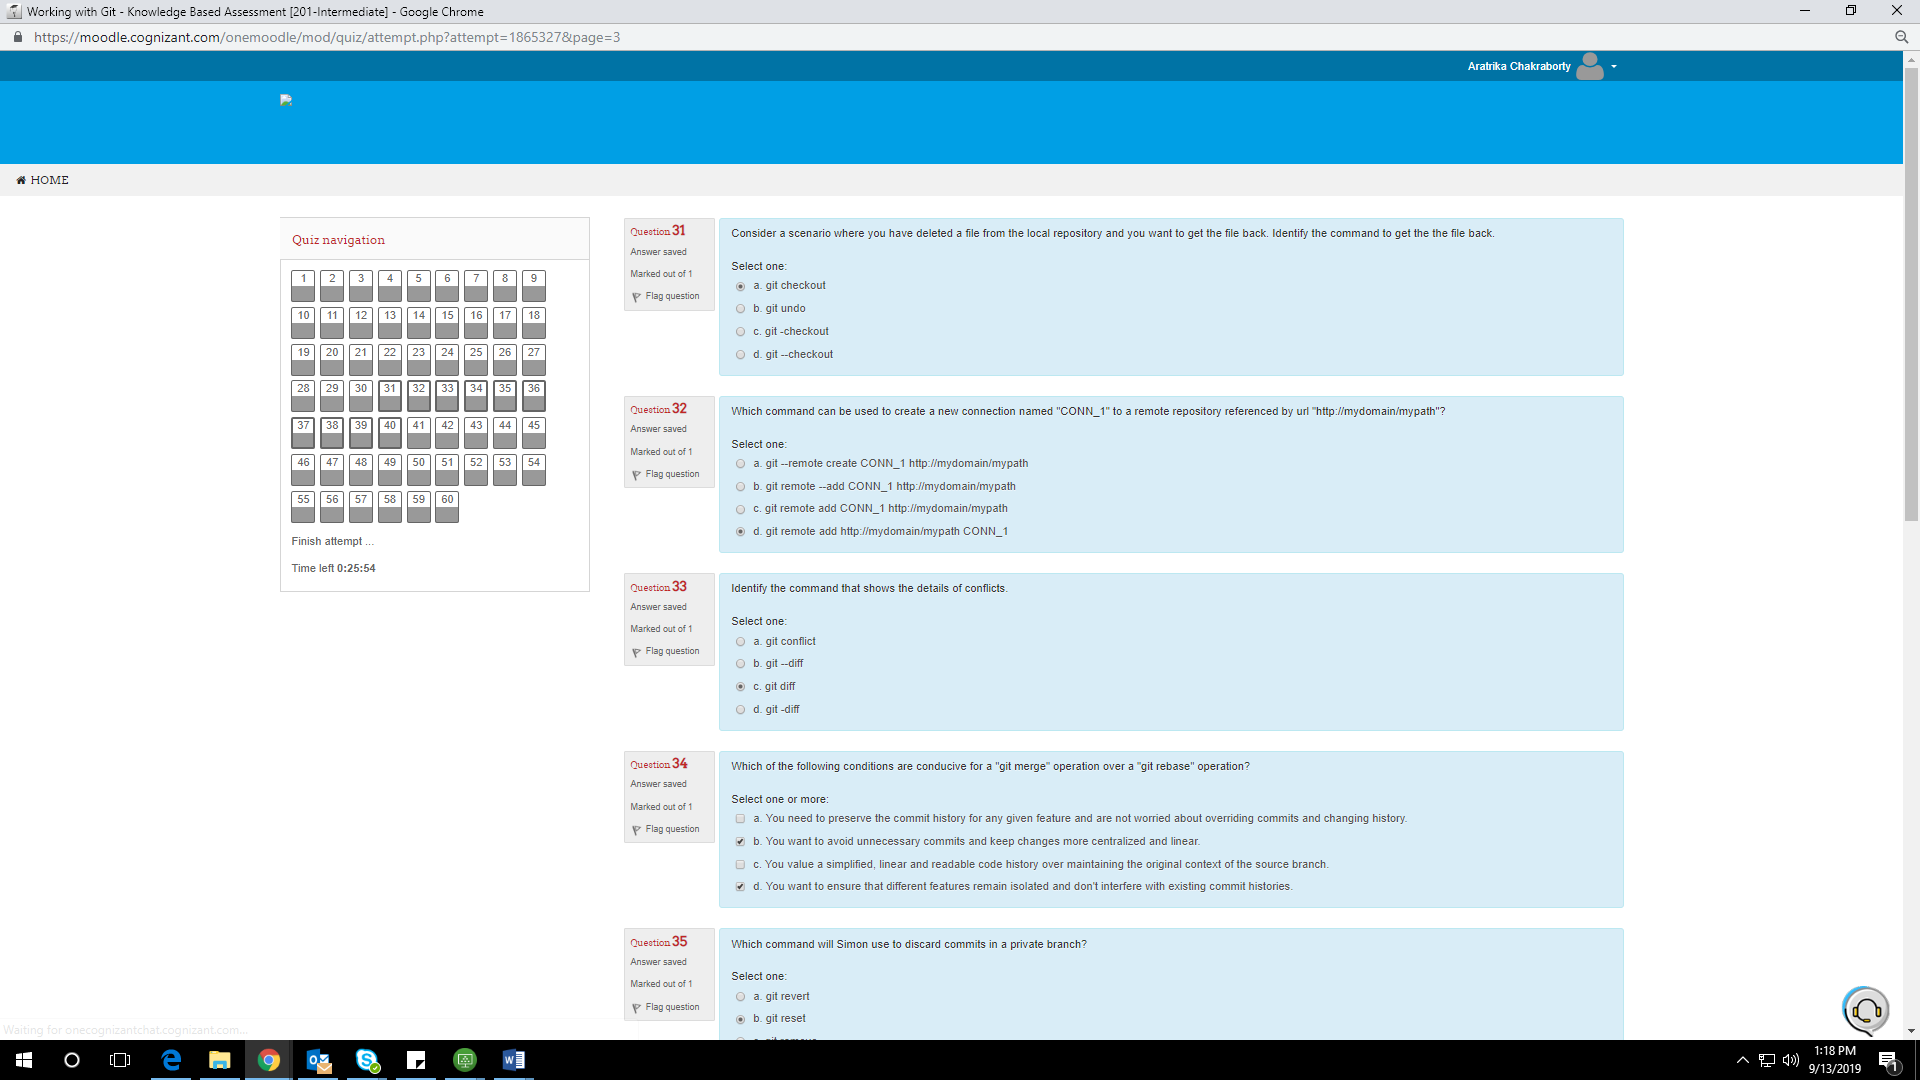 Working with Git - Knowledge Based Assessment [201-Intermediate] - Google Chrome
https://moodle.cognizant.com/onemoodle/mod/quiz/attempt.php?attempt=1865327&page=3
Aratrika Chakraborty
HOME
Quiz navigation
1 2 3 4 5 6 7 8 9
10 11 12 13 14 15 16 17 18
19 20 21 22 23 24 25 26 27
28 29 30 31 32 33 34 35 36
37 38 39 40 41 42 43 44 45
46 47 48 49 50 51 52 53 54
55 56 57 58 59 60
Finish attempt ...
Time left 0:25:54
Question 31
Answer saved
Marked out of 1
Flag question
Consider a scenario where you have deleted a file from the local repository and you want to get the file back. Identify the command to get the the file back.
Select one:
a. git checkout
b. git undo
c. git -checkout
d. git --checkout
Question 32
Answer saved
Marked out of 1
Flag question
Which command can be used to create a new connection named "CONN_1" to a remote repository referenced by url "http://mydomain/mypath"?
Select one:
a. git --remote create CONN_1 http://mydomain/mypath
b. git remote --add CONN_1 http://mydomain/mypath
c. git remote add CONN_1 http://mydomain/mypath
d. git remote add http://mydomain/mypath CONN_1
Question 33
Answer saved
Marked out of 1
Flag question
Identify the command that shows the details of conflicts.
Select one:
a. git conflict
b. git --diff
c. git diff
d. git -diff
Question 34
Answer saved
Marked out of 1
Flag question
Which of the following conditions are conducive for a "git merge" operation over a "git rebase" operation?
Select one or more:
a. You need to preserve the commit history for any given feature and are not worried about overriding commits and changing history.
b. You want to avoid unnecessary commits and keep changes more centralized and linear.
c. You value a simplified, linear and readable code history over maintaining the original context of the source branch.
d. You want to ensure that different features remain isolated and don't interfere with existing commit histories.
Question 35
Answer saved
Marked out of 1
Flag question
Which command will Simon use to discard commits in a private branch?
Select one:
a. git revert
b. git reset
Waiting for onecognizantchat.cognizant.com...
1:18 PM
9/13/2019
1